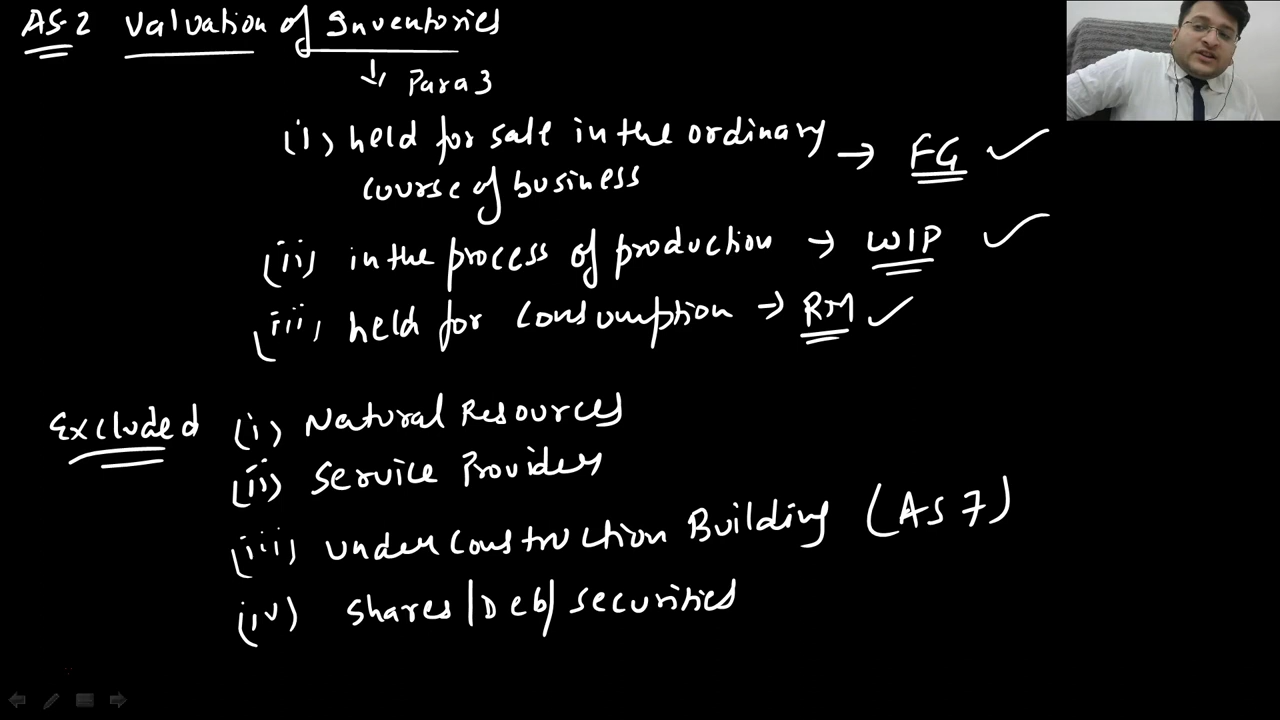 AS-2 Valuation of Inventories
↓ Para 3
(i) held for sale in the ordinary → FG ✓
course of business
(ii) in the process of production → WIP ✓
(iii) held for consumption → RM ✓
Excluded (i) Natural Resources
(ii) Service Providers
(iii) under construction Building (AS 7)
(iv) shares/Deb/securities